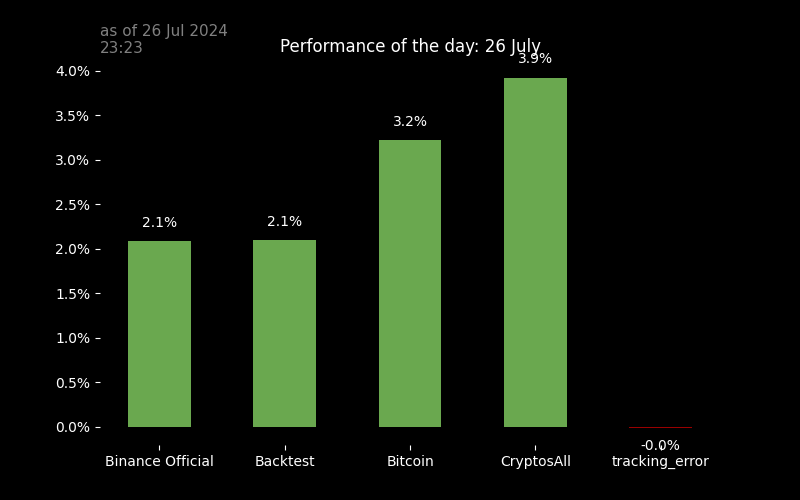 as of 26 Jul 2024
23:23
Performance of the day: 26 July
3.9%
4.0%
3.5%
3.2%
3.0%
2.5%
2.1%
2.1%
2.0%
1.5%
1.0%
0.5%
0.0%
-0.0%
Binance Official
Backtest
Bitcoin
CryptosAll
tracking_error